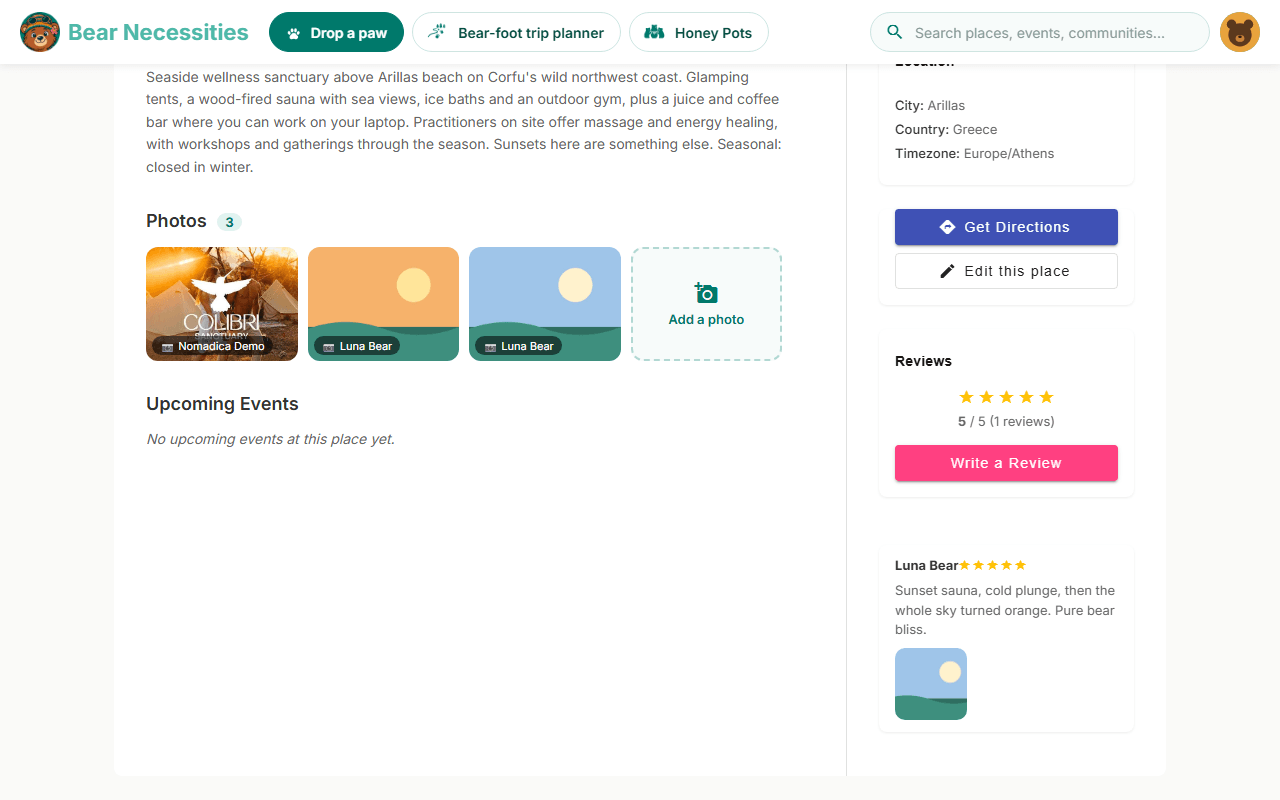 Bear Necessities
Drop a paw
Bear-foot trip planner
Honey Pots
Search places, events, communities...
Seaside wellness sanctuary above Arillas beach on Corfu's wild northwest coast. Glamping
tents, a wood-fired sauna with sea views, ice baths and an outdoor gym, plus a juice and coffee
bar where you can work on your laptop. Practitioners on site offer massage and energy healing,
with workshops and gatherings through the season. Sunsets here are something else. Seasonal:
closed in winter.
Photos 3
COLIBRI
SANCTUARY
Nomadica Demo
Luna Bear
Luna Bear
Add a photo
Upcoming Events
No upcoming events at this place yet.
Location
City: Arillas
Country: Greece
Timezone: Europe/Athens
Get Directions
Edit this place
Reviews
5 / 5 (1 reviews)
Write a Review
Luna Bear
Sunset sauna, cold plunge, then the
whole sky turned orange. Pure bear
bliss.